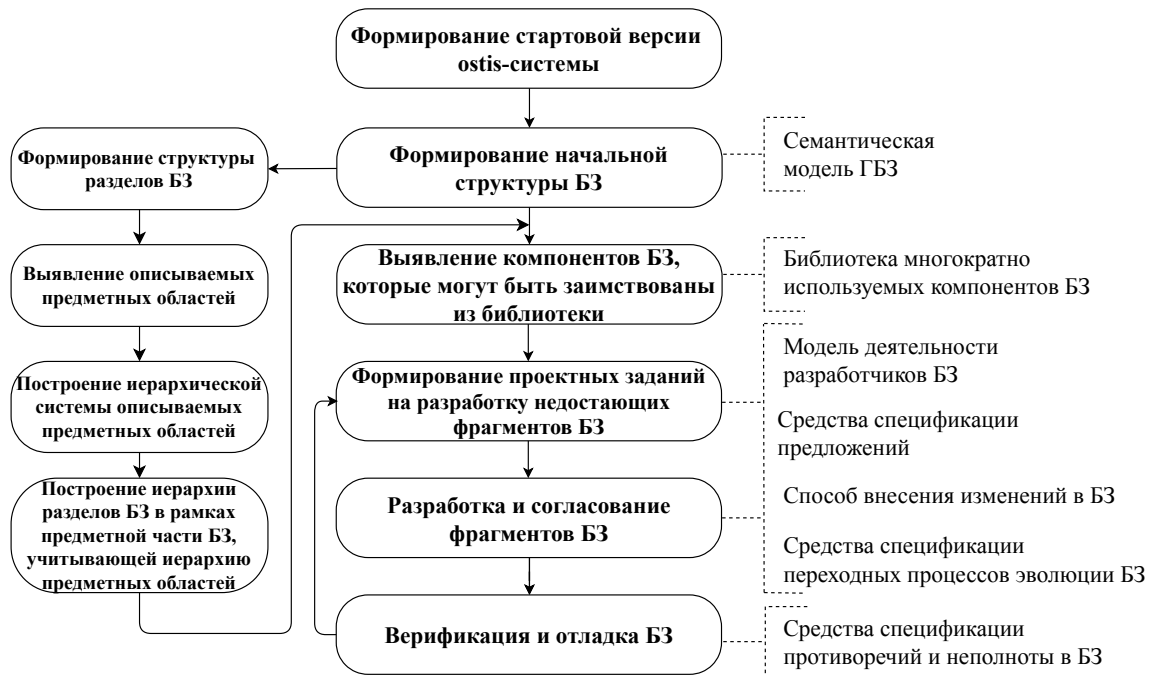 Формирование стартовой версии
ostis-системы
Формирование структуры
разделов БЗ
Формирование начальной
структуры БЗ
Семантическая
модель ГБЗ
Выявление описываемых
предметных областей
Выявление компонентов БЗ,
которые могут быть заимствованы
из библиотеки
Библиотека многократно
используемых компонентов БЗ
Построение иерархической
системы описываемых
предметных областей
Формирование проектных заданий
на разработку недостающих
фрагментов БЗ
Модель деятельности
разработчиков БЗ
Средства спецификации
предложений
Построение иерархии
разделов БЗ в рамках
предметной части БЗ,
учитывающей иерархию
предметных областей
Разработка и согласование
фрагментов БЗ
Способ внесения изменений в БЗ
Средства спецификации
переходных процессов эволюции БЗ
Верификация и отладка БЗ
Средства спецификации
противоречий и неполноты в БЗ